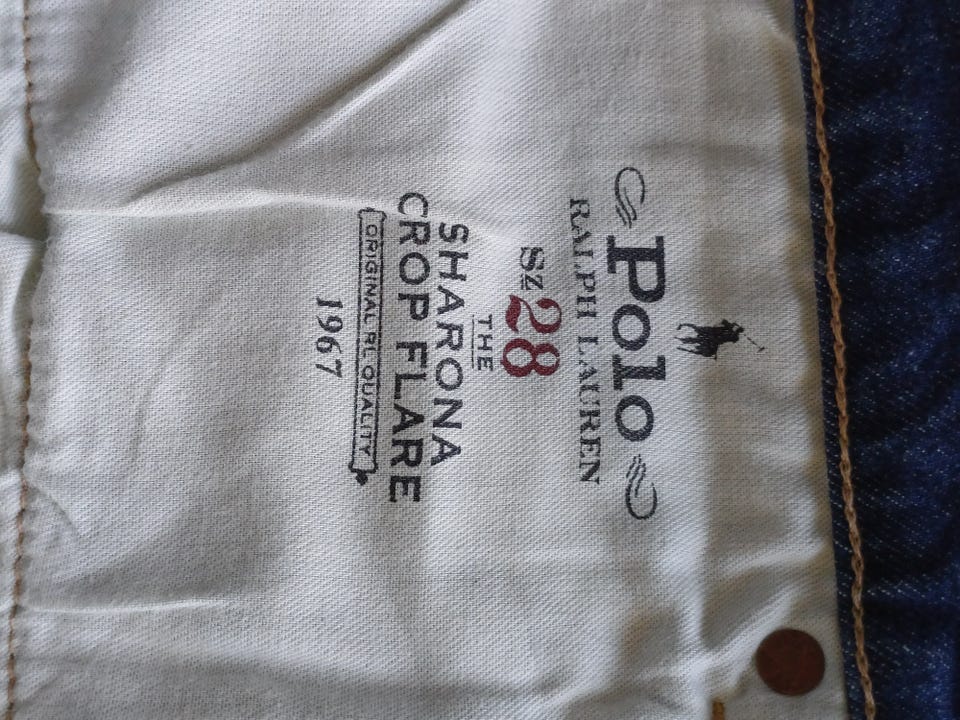 Polo
RALPH LAUREN
Sz 28
THE
SHARONA
CROP FLARE
ORIGINAL RL QUALITY
1967